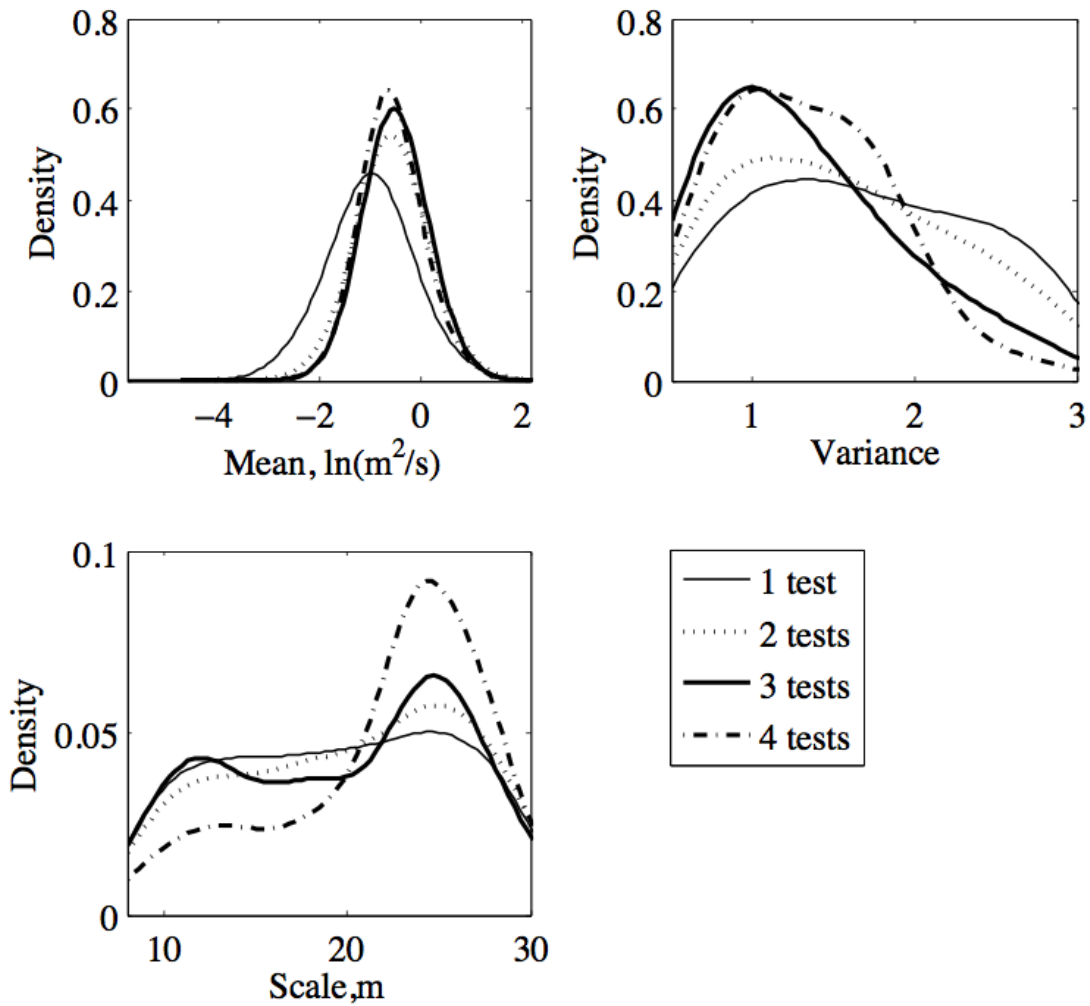 0.8
0.6
0.4
0.2
0
Density
−4 −2 0 2
Mean, ln(m²/s)
0.8
0.6
0.4
0.2
0
Density
1 2 3
Variance
0.1
0.05
0
Density
10 20 30
Scale,m
1 test
2 tests
3 tests
4 tests